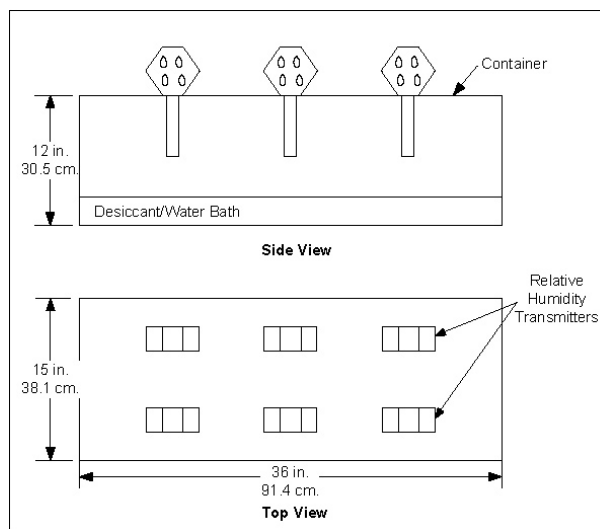 Container
12 in.
30.5 cm.
Desiccant/Water Bath
Side View
Relative
Humidity
Transmitters
15 in.
38.1 cm.
36 in.
91.4 cm.
Top View